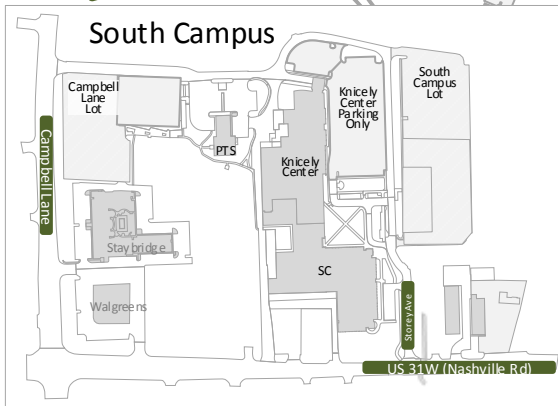 South Campus
Campbell
Lane
Lot
South
Campus
Lot
Knicely
Center
Parking
Only
PTS
Knicely
Center
Campbell Lane
Staybridge
SC
Walgreens
Storey Ave
US 31W (Nashville Rd)